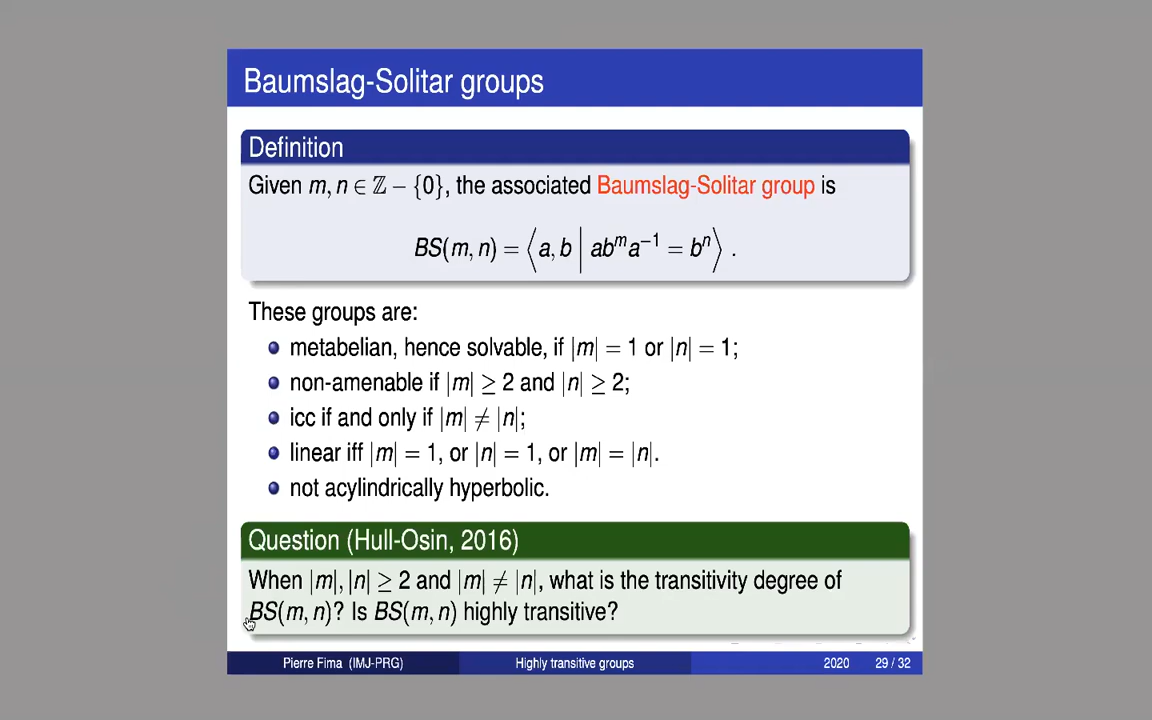 Baumslag-Solitar groups
Definition
Given m, n ∈ ℤ − {0}, the associated Baumslag-Solitar group is
BS(m, n) = ⟨a, b | abᵐa⁻¹ = bⁿ⟩ .
These groups are:
metabelian, hence solvable, if |m| = 1 or |n| = 1;
non-amenable if |m| ≥ 2 and |n| ≥ 2;
icc if and only if |m| ≠ |n|;
linear iff |m| = 1, or |n| = 1, or |m| = |n|.
not acylindrically hyperbolic.
Question (Hull-Osin, 2016)
When |m|, |n| ≥ 2 and |m| ≠ |n|, what is the transitivity degree of
BS(m, n)? Is BS(m, n) highly transitive?
Pierre Fima (IMJ-PRG) Highly transitive groups 2020 29 / 32